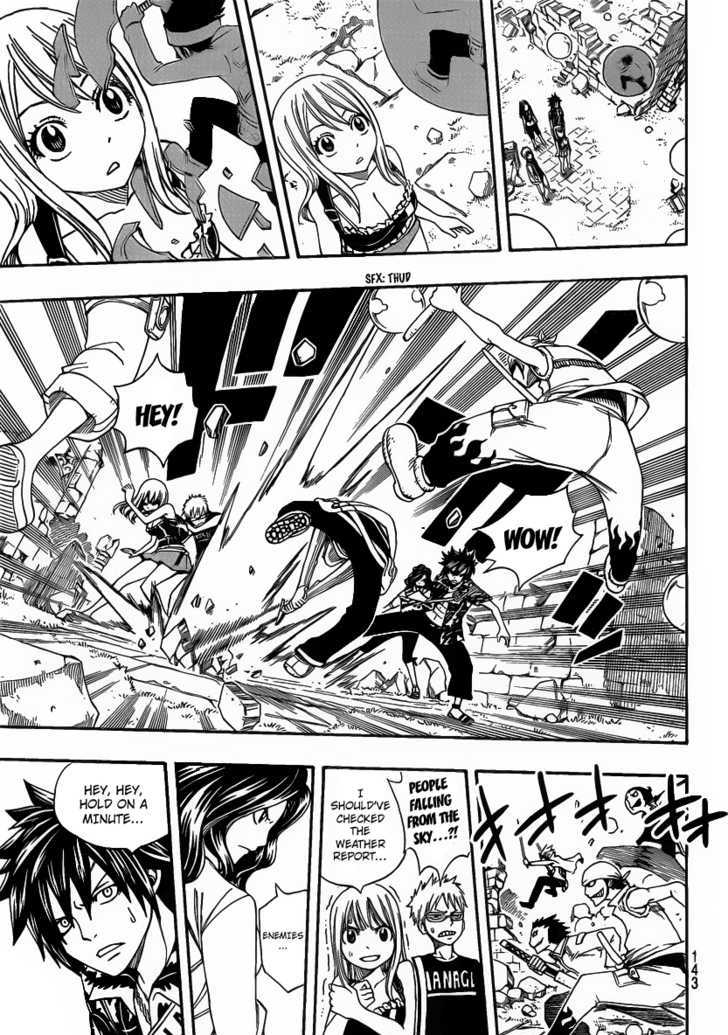 SFX: THUD
WOW!
HEY!
PEOPLE
FALLING
FROM THE
SKY...?!
I
SHOULD'VE
CHECKED
THE
WEATHER
REPORT...
ENEMIES
...
HEY, HEY,
HOLD ON A
MINUTE...
143